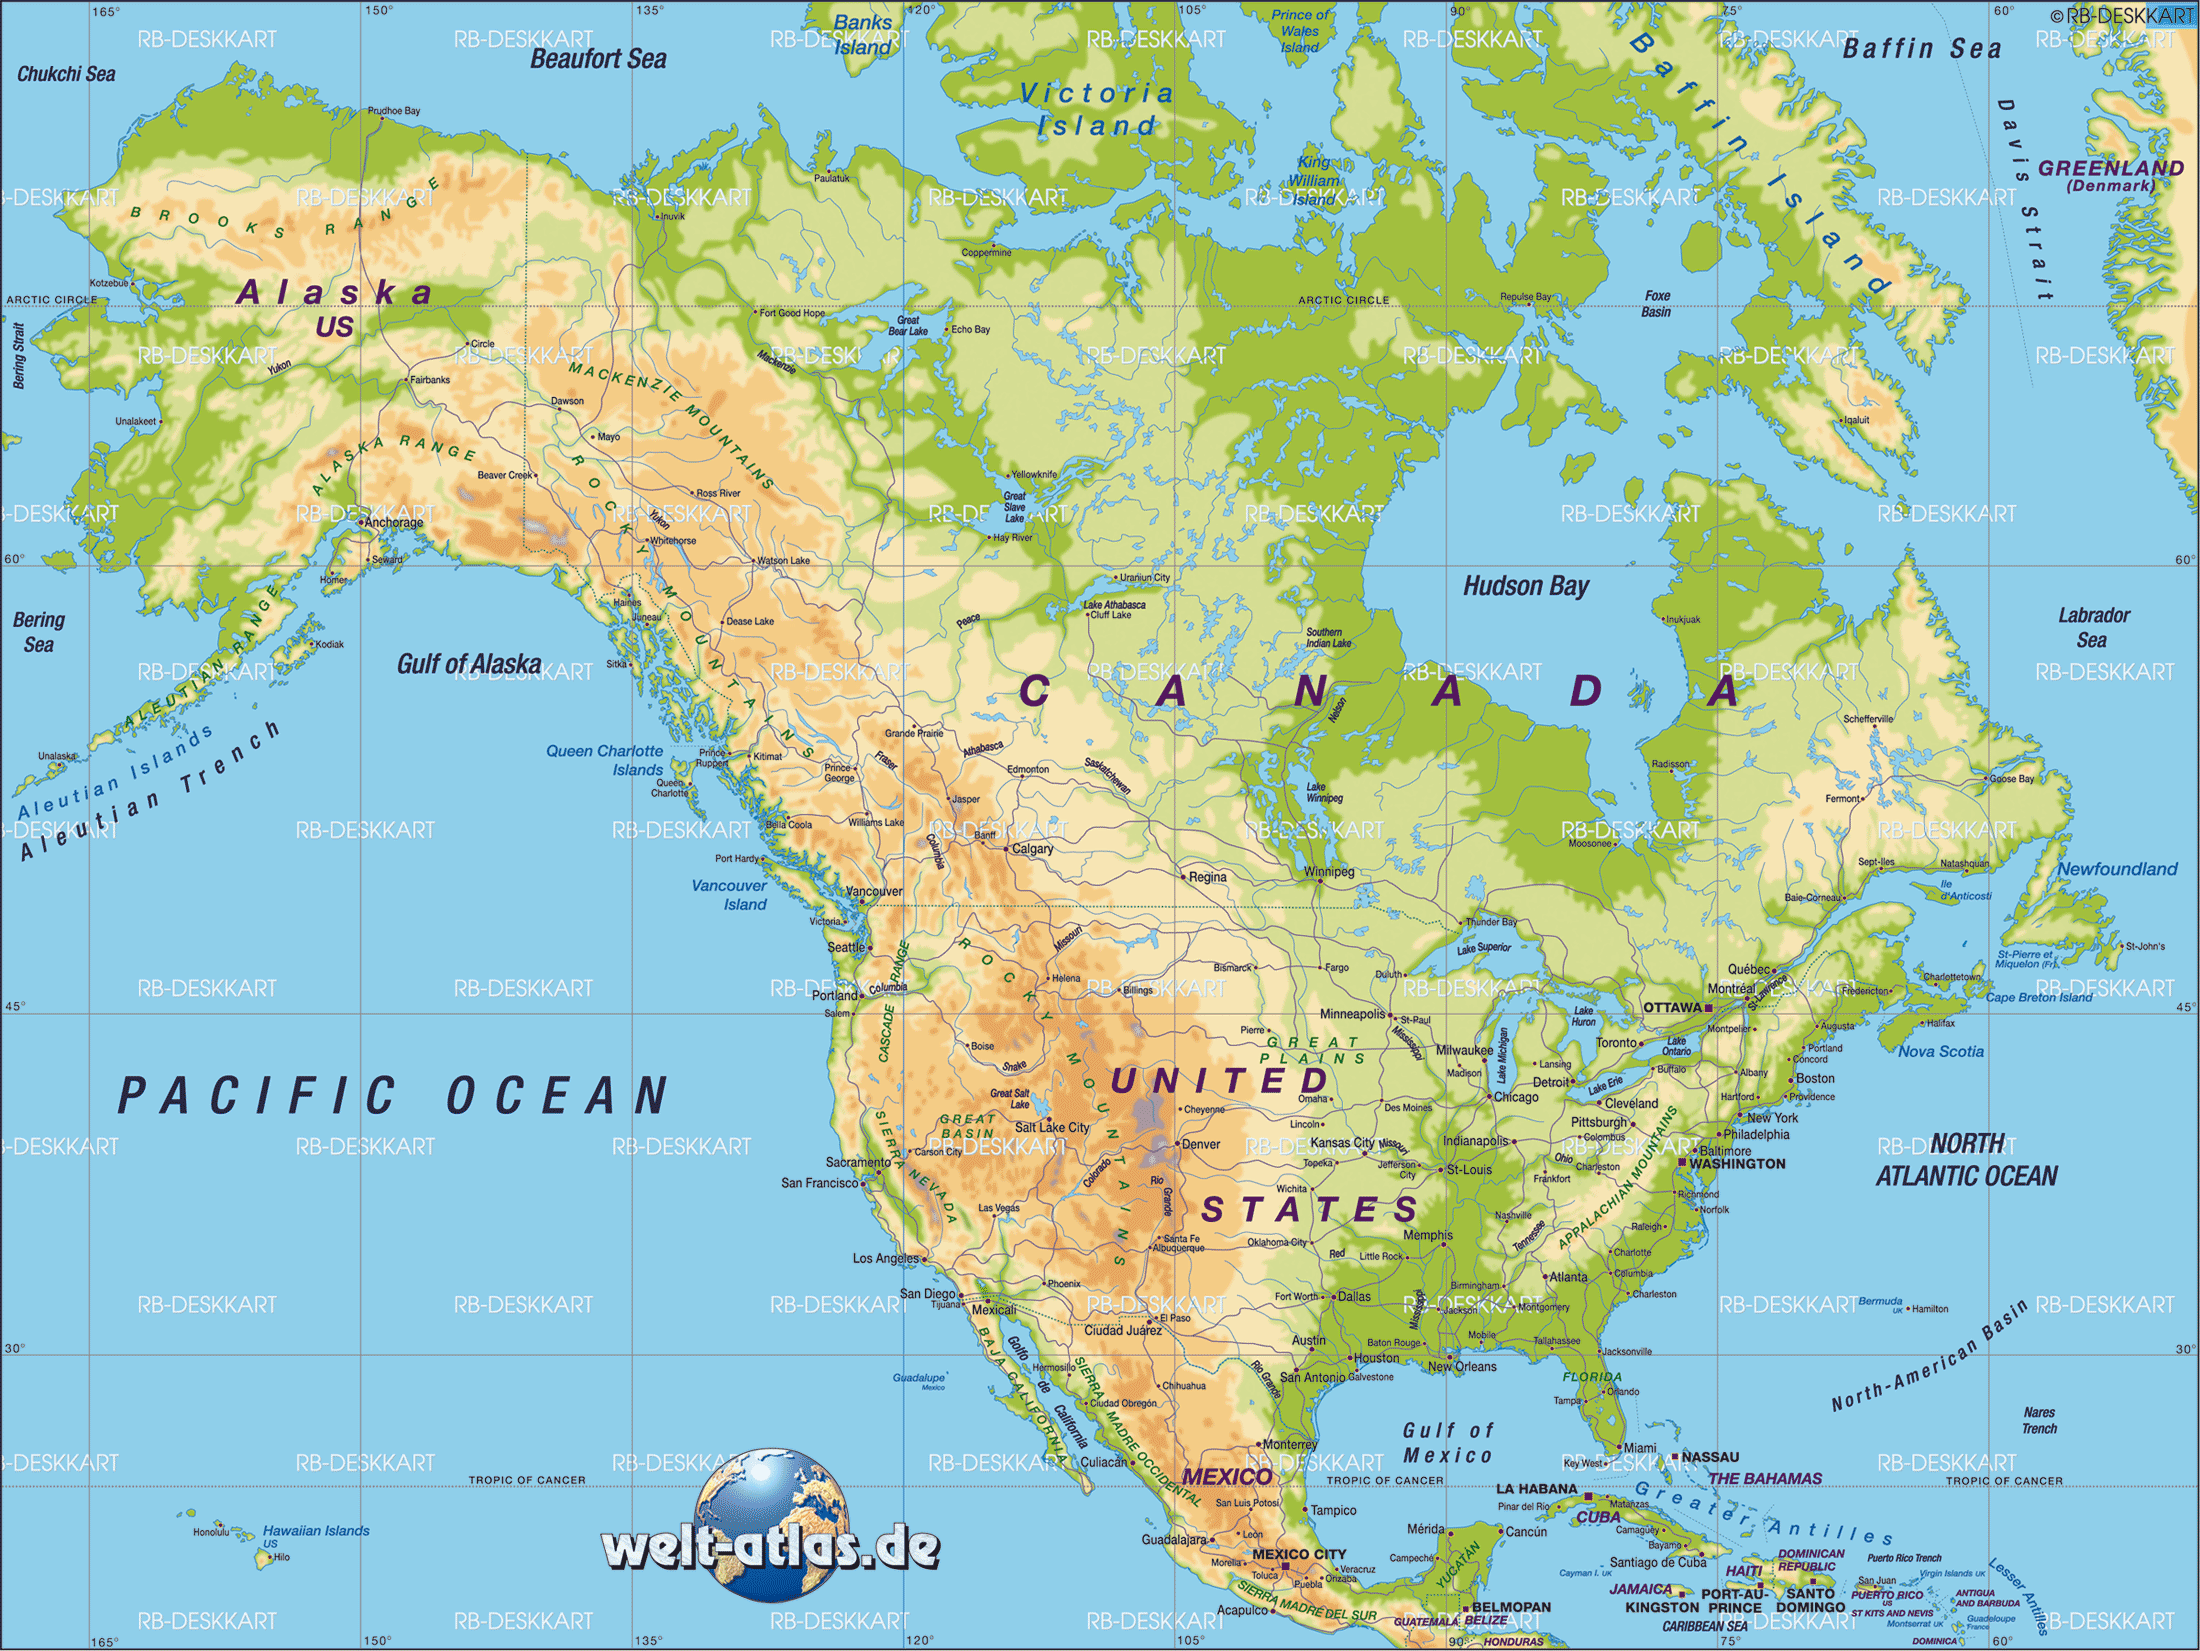 165°
150°
135°
120°
105°
90°
75°
60°
©RB-DESKKART
Chukchi Sea
Beaufort Sea
Banks
Island
Victoria
Island
Prince of
Wales
Island
King
William
Island
Baffin Island
Baffin Sea
Davis Strait
GREENLAND
(Denmark)
Prudhoe Bay
BROOKS RANGE
Inuvik
Paulatuk
Coppermine
Kotzebue
ARCTIC CIRCLE
Alaska
US
Bering Strait
Fort Good Hope
Great
Bear Lake
Echo Bay
ARCTIC CIRCLE
Repulse Bay
Foxe
Basin
Circle
Yukon
Fairbanks
Mackenzie
MACKENZIE MOUNTAINS
Dawson
Mayo
Unalakeet
ALASKA RANGE
Beaver Creek
Ross River
Yellowknife
Great
Slave
Lake
Iqaluit
Anchorage
Yukon
Whitehorse
Hay River
Seward
Homer
Watson Lake
60°
60°
Uranium City
Lake Athabasca
Cluff Lake
Hudson Bay
Haines
Juneau
Dease Lake
Peace
Inukjuak
Labrador
Sea
Bering
Sea
Kodiak
ALEUTIAN RANGE
Gulf of Alaska
Sitka
Southern
Indian Lake
CANADA
Nelson
ROCKY MOUNTAINS
Schefferville
Unalaska
Aleutian Islands
Aleutian Trench
Queen Charlotte
Islands
Prince
Rupert
Kitimat
Queen
Charlotte
Prince
George
Fraser
Grande Prairie
Athabasca
Edmonton
Saskatchewan
Jasper
Lake
Winnipeg
Radisson
Goose Bay
Fermont
Bella Coola
Williams Lake
Banff
Calgary
Columbia
Moosonee
Port Hardy
Vancouver
Island
Vancouver
Victoria
Regina
Winnipeg
Sept-Iles
Natashquan
Newfoundland
Ile
d'Anticosti
Baie-Corneau
Thunder Bay
Lake Superior
Seattle
CASCADE RANGE
ROCKY MOUNTAINS
Missouri
Helena
Bismarck
Fargo
Duluth
Québec
Montréal
St-Lawrence
St-John's
St-Pierre et
Miquelon (Fr)
Charlottetown
Cape Breton Island
Fredericton
Portland
Columbia
Salem
Billings
45°
45°
Minneapolis
St-Paul
Mississippi
OTTAWA
Lake
Huron
Montpelier
Augusta
Halifax
Nova Scotia
Pierre
GREAT
PLAINS
Boise
Snake
Milwaukee
Madison
Lake Michigan
Lansing
Toronto
Lake
Ontario
Buffalo
Portland
Concord
Albany
Boston
Hartford
Providence
PACIFIC OCEAN
UNITED
STATES
Great Salt
Lake
GREAT
BASIN
Salt Lake City
Cheyenne
Omaha
Des Moines
Chicago
Detroit
Lake Erie
Cleveland
Pittsburgh
New York
Philadelphia
Lincoln
Denver
Kansas City
Missouri
Indianapolis
Colombus
Baltimore
WASHINGTON
NORTH
ATLANTIC OCEAN
Sacramento
San Francisco
Carson City
SIERRA NEVADA
Colorado
Rio
Grande
Topeka
Jefferson
City
St-Louis
Ohio
Charleston
Frankfort
APPALACHIAN MOUNTAINS
Richmond
Norfolk
Las Vegas
Wichita
Nashville
Raleigh
Los Angeles
Santa Fe
Albuquerque
Oklahoma City
Red
Little Rock
Memphis
Tennessee
Charlotte
Phoenix
Birmingham
Atlanta
Columbia
Charleston
San Diego
Tijuana
Mexicali
Fort Worth
Dallas
Mississippi
Jackson
Montgomery
Bermuda
UK
Hamilton
El Paso
Ciudad Juárez
Austin
Baton Rouge
Mobile
Tallahassee
Jacksonville
30°
30°
North-American Basin
BAJA CALIFORNIA
Golfo de California
Hermosillo
SIERRA MADRE OCCIDENTAL
Chihuahua
Rio Grande
Houston
San Antonio
Galvestone
New Orleans
FLORIDA
Orlando
Tampa
Guadalupe
Mexico
Ciudad Obregón
Gulf of
Mexico
Nares
Trench
Monterrey
Miami
Key West
NASSAU
THE BAHAMAS
Culiacán
MEXICO
TROPIC OF CANCER
TROPIC OF CANCER
TROPIC OF CANCER
LA HABANA
Greater Antilles
San Luis Potosí
Tampico
Pinar del Rio
Matanzas
CUBA
Honolulu
Hawaiian Islands
US
Hilo
welt-atlas.de
Guadalajara
León
Mérida
Cancún
Camagüey
Bayamo
Santiago de Cuba
Morelia
MEXICO CITY
Toluca
Puebla
Veracruz
Orizaba
Campeché
YUCATÁN
Cayman I. UK
HAITI
DOMINICAN
REPUBLIC
Puerto Rico Trench
San Juan
Virgin Islands UK
Lesser Antilles
Acapulco
SIERRA MADRE DEL SUR
GUATEMALA
BELIZE
BELMOPAN
HONDURAS
JAMAICA
KINGSTON
PORT-AU-
PRINCE
SANTO
DOMINGO
CARIBBEAN SEA
PUERTO RICO
US
ST KITS AND NEVIS
ANTIGUA
AND BARBUDA
Montserrat UK
Guadeloupe
France
DOMINICA
165°
150°
135°
120°
105°
90°
75°
60°